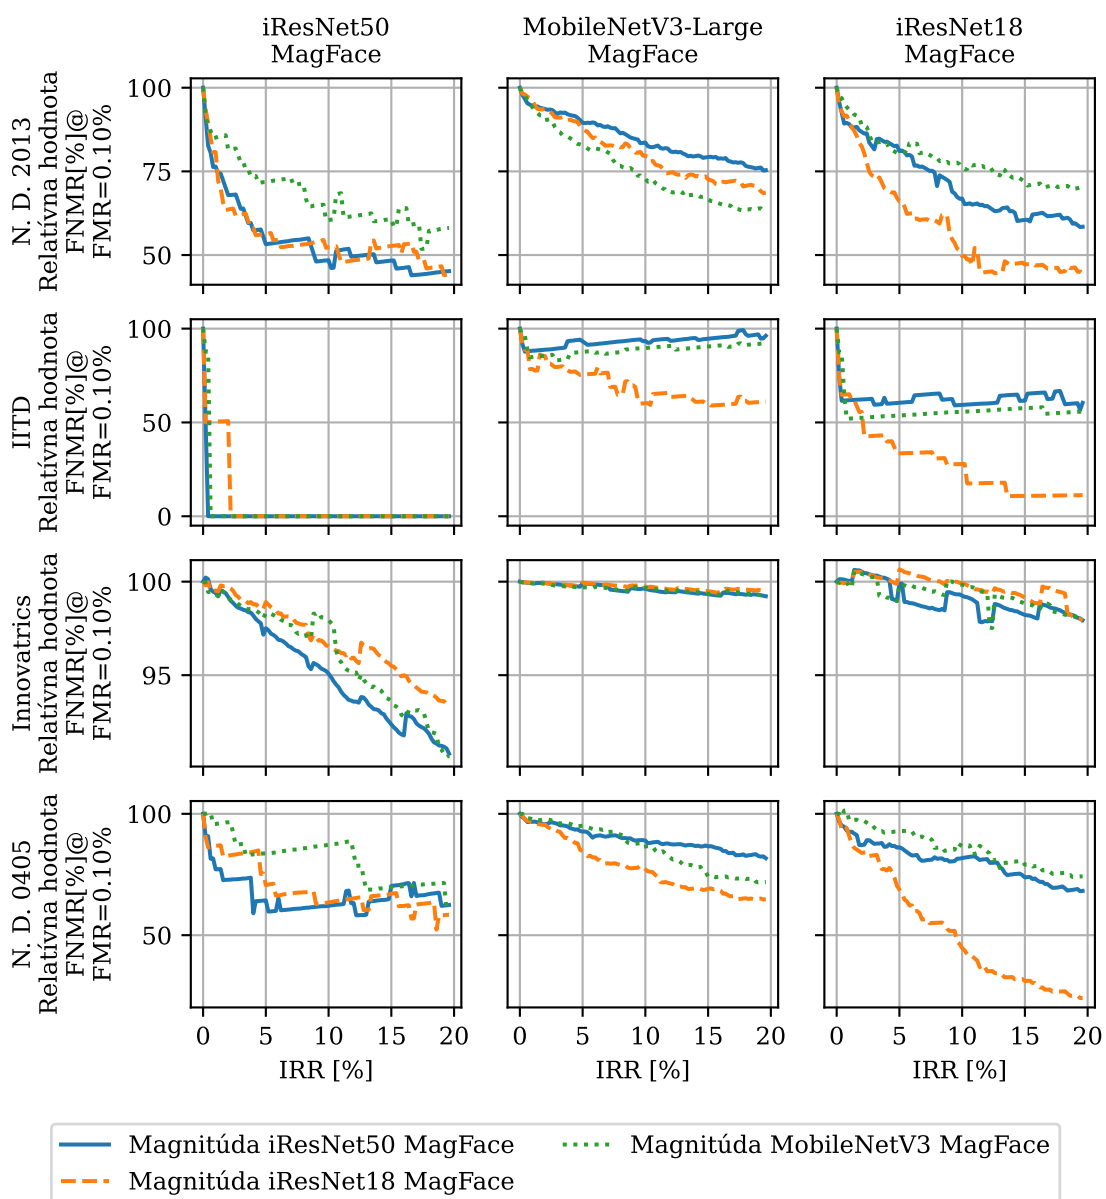 iResNet50
MagFace
MobileNetV3-Large
MagFace
iResNet18
MagFace
N. D. 2013
Relatívna hodnota
FNMR[%]@
FMR=0.10%
100
75
50
IITD
Relatívna hodnota
FNMR[%]@
FMR=0.10%
100
50
0
Innovatrics
Relatívna hodnota
FNMR[%]@
FMR=0.10%
100
95
N. D. 0405
Relatívna hodnota
FNMR[%]@
FMR=0.10%
100
50
0 5 10 15 20
0 5 10 15 20
0 5 10 15 20
IRR [%]
IRR [%]
IRR [%]
Magnitúda iResNet50 MagFace
Magnitúda MobileNetV3 MagFace
Magnitúda iResNet18 MagFace